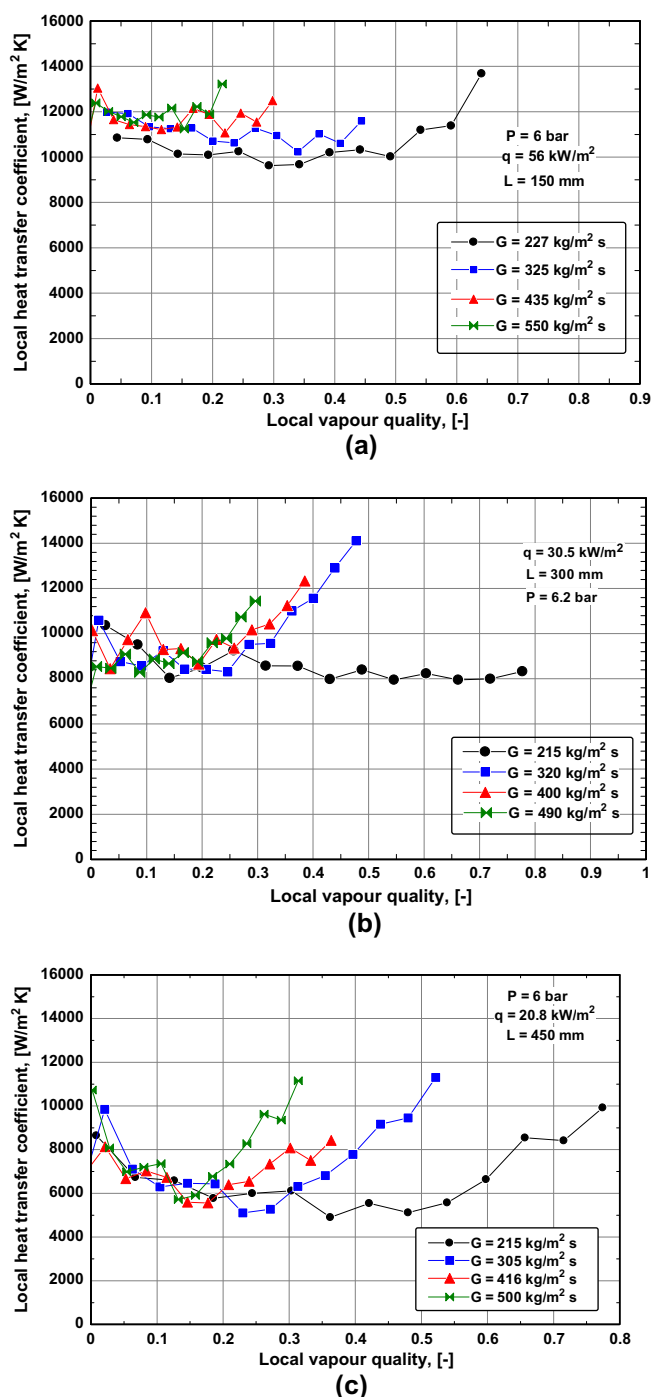 16000
14000
12000
10000
8000
6000
4000
2000
0
Local heat transfer coefficient, [W/m² K]
P = 6 bar
q = 56 kW/m²
L = 150 mm
G = 227 kg/m² s
G = 325 kg/m² s
G = 435 kg/m² s
G = 550 kg/m² s
0 0.1 0.2 0.3 0.4 0.5 0.6 0.7 0.8 0.9
Local vapour quality, [-]
(a)
16000
14000
12000
10000
8000
6000
4000
2000
0
Local heat transfer coefficient, [W/m² K]
q = 30.5 kW/m²
L = 300 mm
P = 6.2 bar
G = 215 kg/m² s
G = 320 kg/m² s
G = 400 kg/m² s
G = 490 kg/m² s
0 0.1 0.2 0.3 0.4 0.5 0.6 0.7 0.8 0.9 1
Local vapour quality, [-]
(b)
16000
14000
12000
10000
8000
6000
4000
2000
0
Local heat transfer coefficient, [W/m² K]
P = 6 bar
q = 20.8 kW/m²
L = 450 mm
G = 215 kg/m² s
G = 305 kg/m² s
G = 416 kg/m² s
G = 500 kg/m² s
0 0.1 0.2 0.3 0.4 0.5 0.6 0.7 0.8
Local vapour quality, [-]
(c)